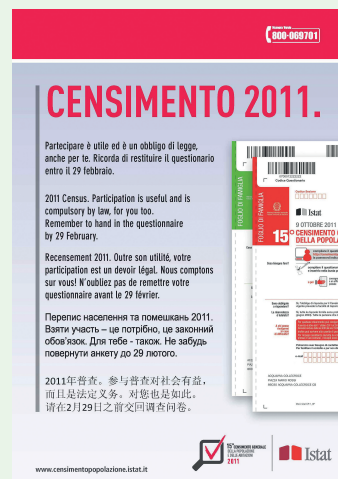 Numero Verde
800-069701
CENSIMENTO 2011.
Partecipare è utile ed è un obbligo di legge,
anche per te. Ricorda di restituire il questionario
entro il 29 febbraio.
2011 Census. Participation is useful and is
compulsory by law, for you too.
Remember to hand in the questionnaire
by 29 February.
Recensement 2011. Outre son utilité, votre
participation est un devoir légal. Nous comptons
sur vous! N'oubliez pas de remettre votre
questionnaire avant le 29 février.
Перепис населення та помешкань 2011.
Взяти участь – це потрібно, це законний
обов'язок. Для тебе - також. Не забудь
повернути анкету до 29 лютого.
2011年普查。参与普查对社会有益，
而且是法定义务。对您也是如此。
请在2月29日之前交回调查问卷。
FOGLIO DI FAMIGLIA
FOGLIO DI FAMIGLIA
Codice Questionario
Istat
9 OTTOBRE 2011
15
CENSIMENTO
DELLA POPOLA
15° CENSIMENTO GENERALE
DELLA POPOLAZIONE
E DELLE ABITAZIONI
2011
Istat
www.censimentopopolazione.istat.it